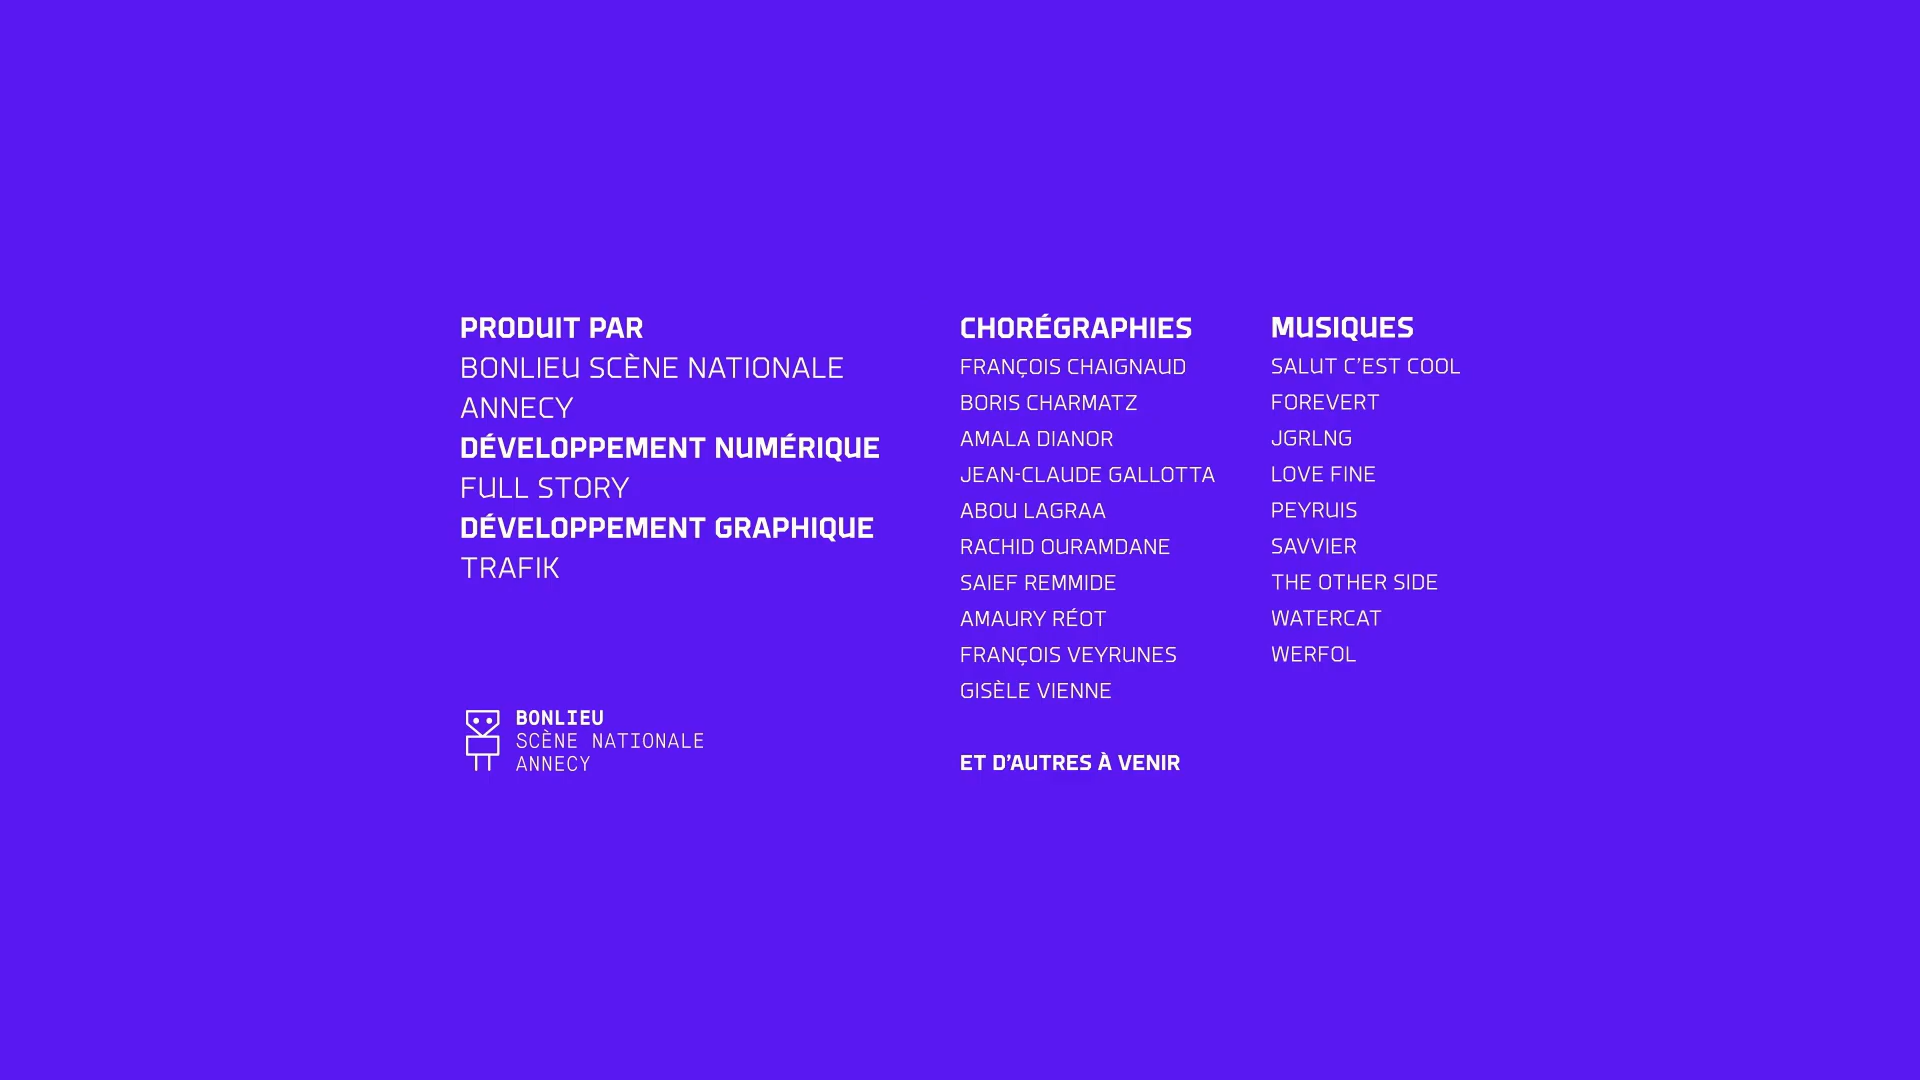 PRODUIT PAR
BONLIEU SCÈNE NATIONALE
ANNECY
DÉVELOPPEMENT NUMÉRIQUE
FULL STORY
DÉVELOPPEMENT GRAPHIQUE
TRAFIK
BONLIEU
SCÈNE NATIONALE
ANNECY
CHORÉGRAPHIES
FRANÇOIS CHAIGNAUD
BORIS CHARMATZ
AMALA DIANOR
JEAN-CLAUDE GALLOTTA
ABOU LAGRAA
RACHID OURAMDANE
SAIEF REMMIDE
AMAURY RÉOT
FRANÇOIS VEYRUNES
GISÈLE VIENNE
ET D’AUTRES À VENIR
MUSIQUES
SALUT C’EST COOL
FOREVERT
JGRLNG
LOVE FINE
PEYRUIS
SAVVIER
THE OTHER SIDE
WATERCAT
WERFOL